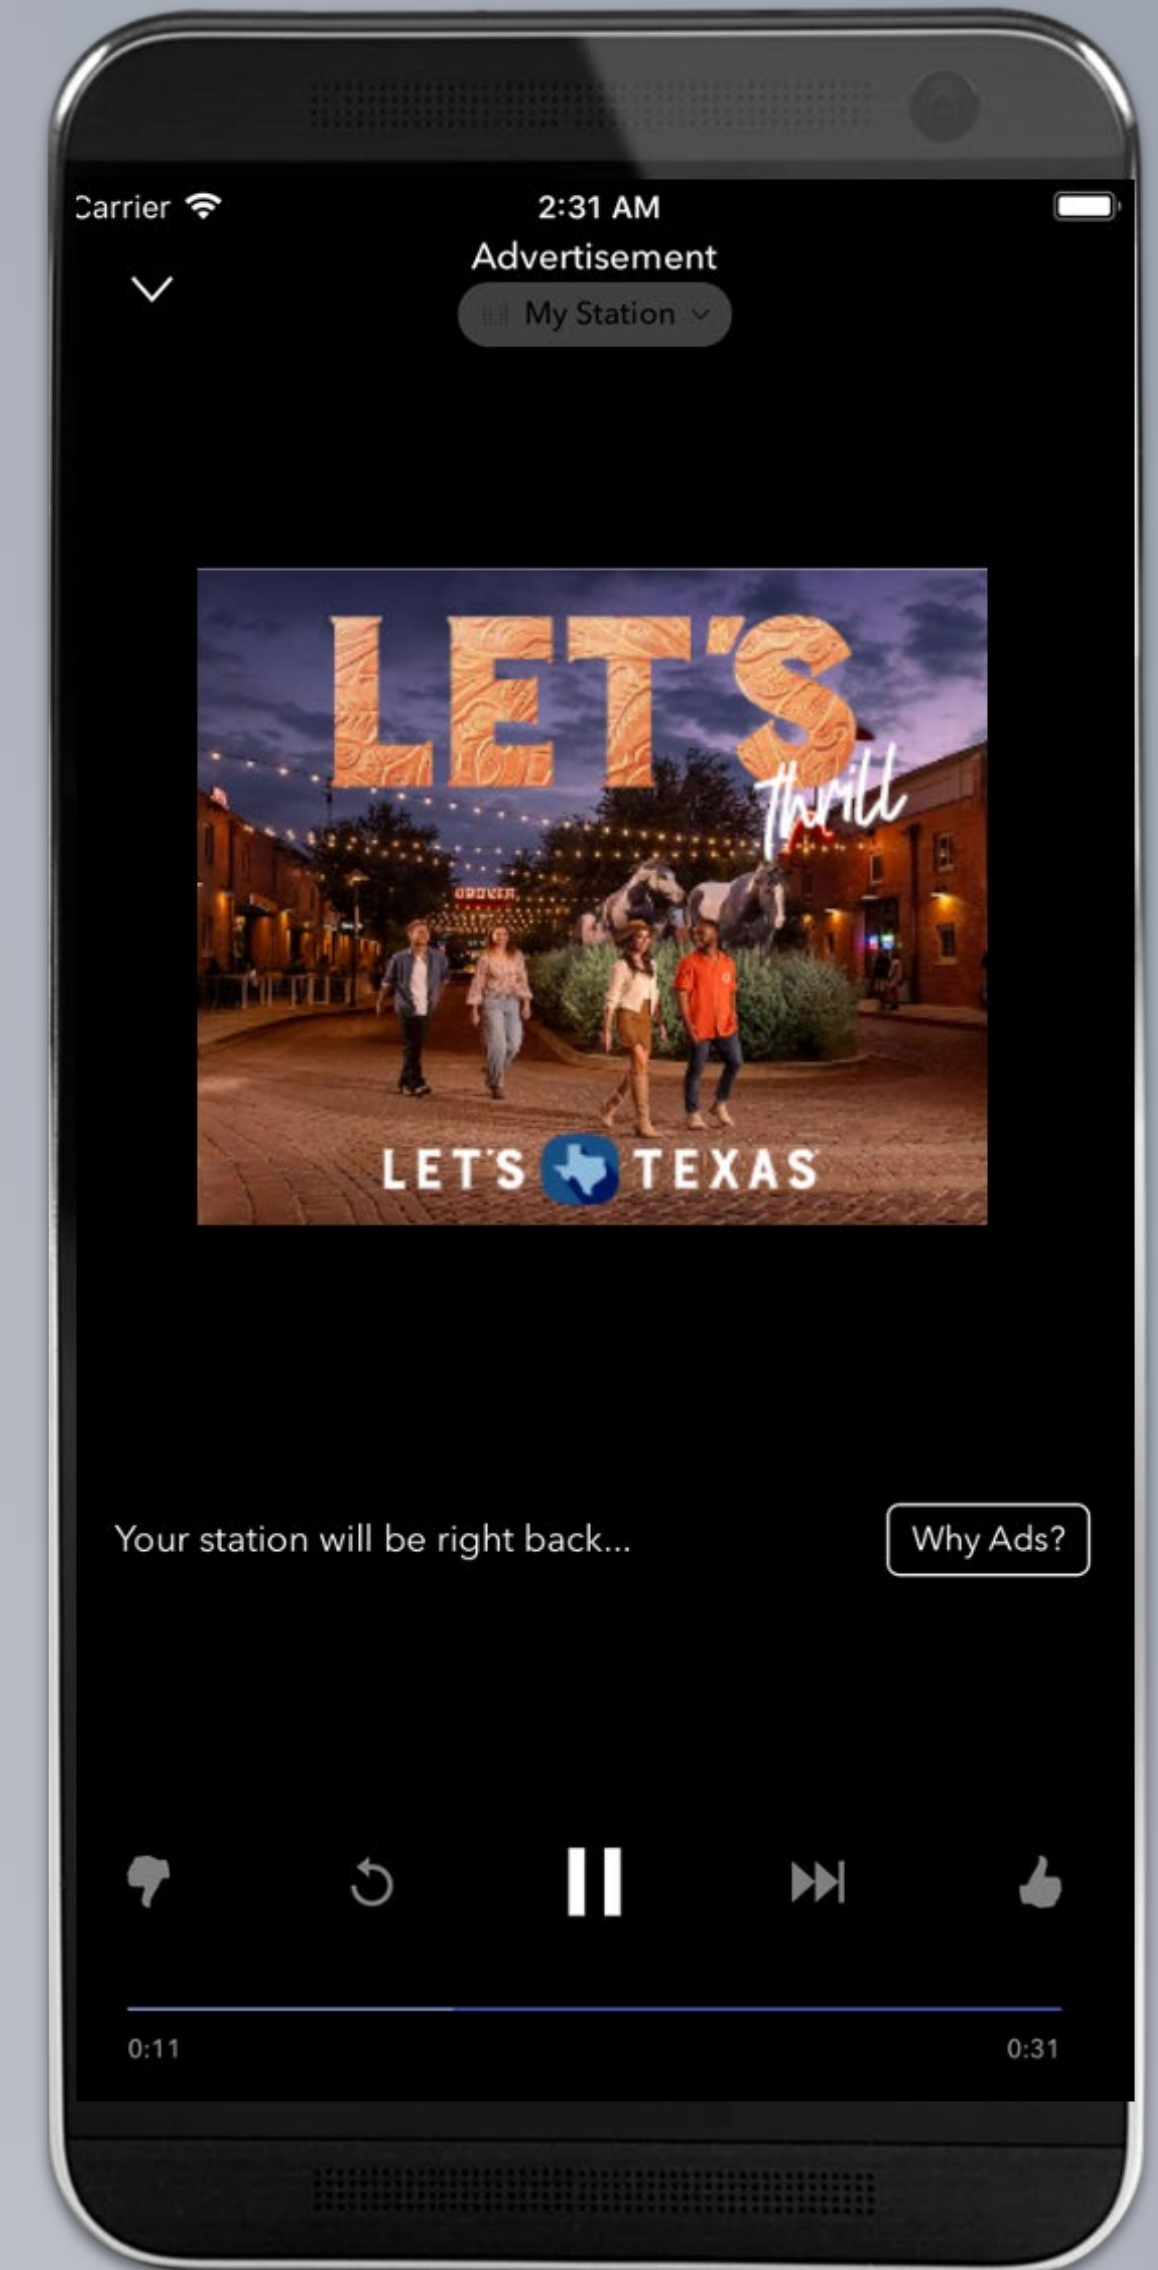 Carrier
2:31 AM
Advertisement
My Station
LET'S
thrill
LET'S TEXAS
Your station will be right back...
Why Ads?
0:11
0:31